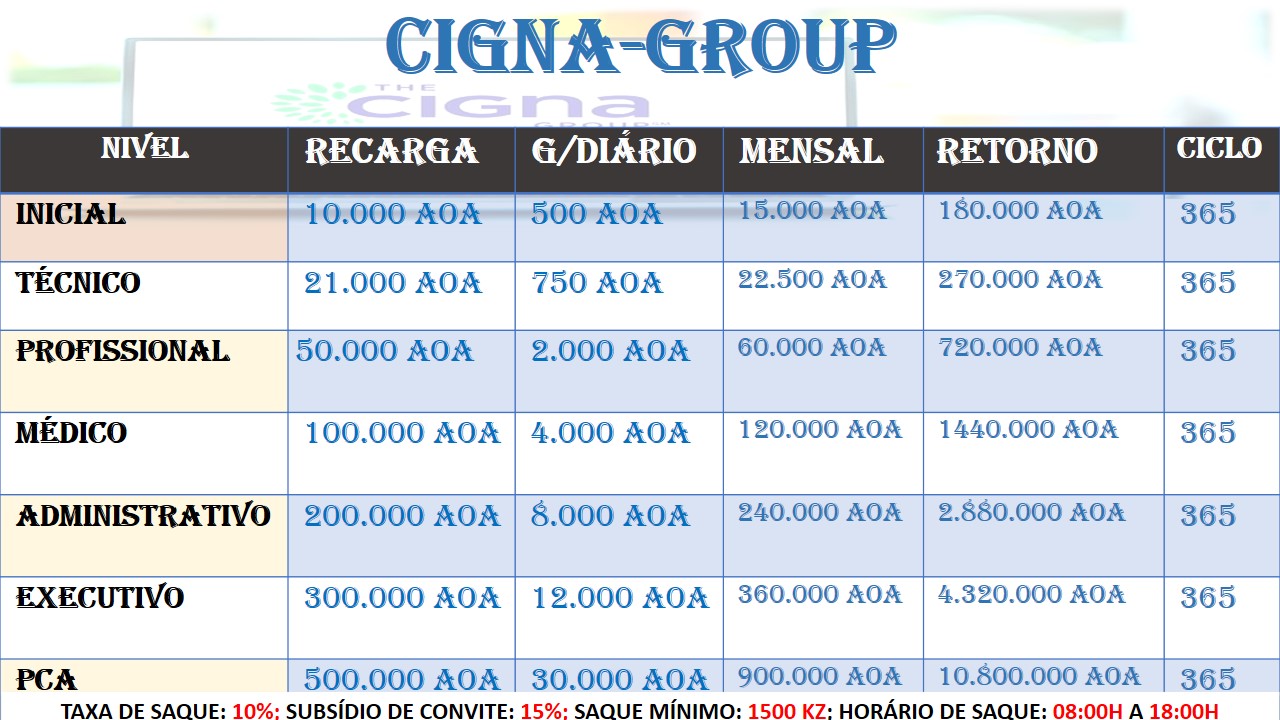 CIGNA-GROUP
THE
Cigna
GROUP
NIVEL RECARGA G/DIÁRIO MENSAL RETORNO CICLO
INICIAL 10.000 AOA 500 AOA 15.000 AOA 180.000 AOA 365
TÉCNICO 21.000 AOA 750 AOA 22.500 AOA 270.000 AOA 365
PROFISSIONAL 50.000 AOA 2.000 AOA 60.000 AOA 720.000 AOA 365
MÉDICO 100.000 AOA 4.000 AOA 120.000 AOA 1440.000 AOA 365
ADMINISTRATIVO 200.000 AOA 8.000 AOA 240.000 AOA 2.880.000 AOA 365
EXECUTIVO 300.000 AOA 12.000 AOA 360.000 AOA 4.320.000 AOA 365
PCA 500.000 AOA 30.000 AOA 900.000 AOA 10.800.000 AOA 365
TAXA DE SAQUE: 10%; SUBSÍDIO DE CONVITE: 15%; SAQUE MÍNIMO: 1500 KZ; HORÁRIO DE SAQUE: 08:00H A 18:00H